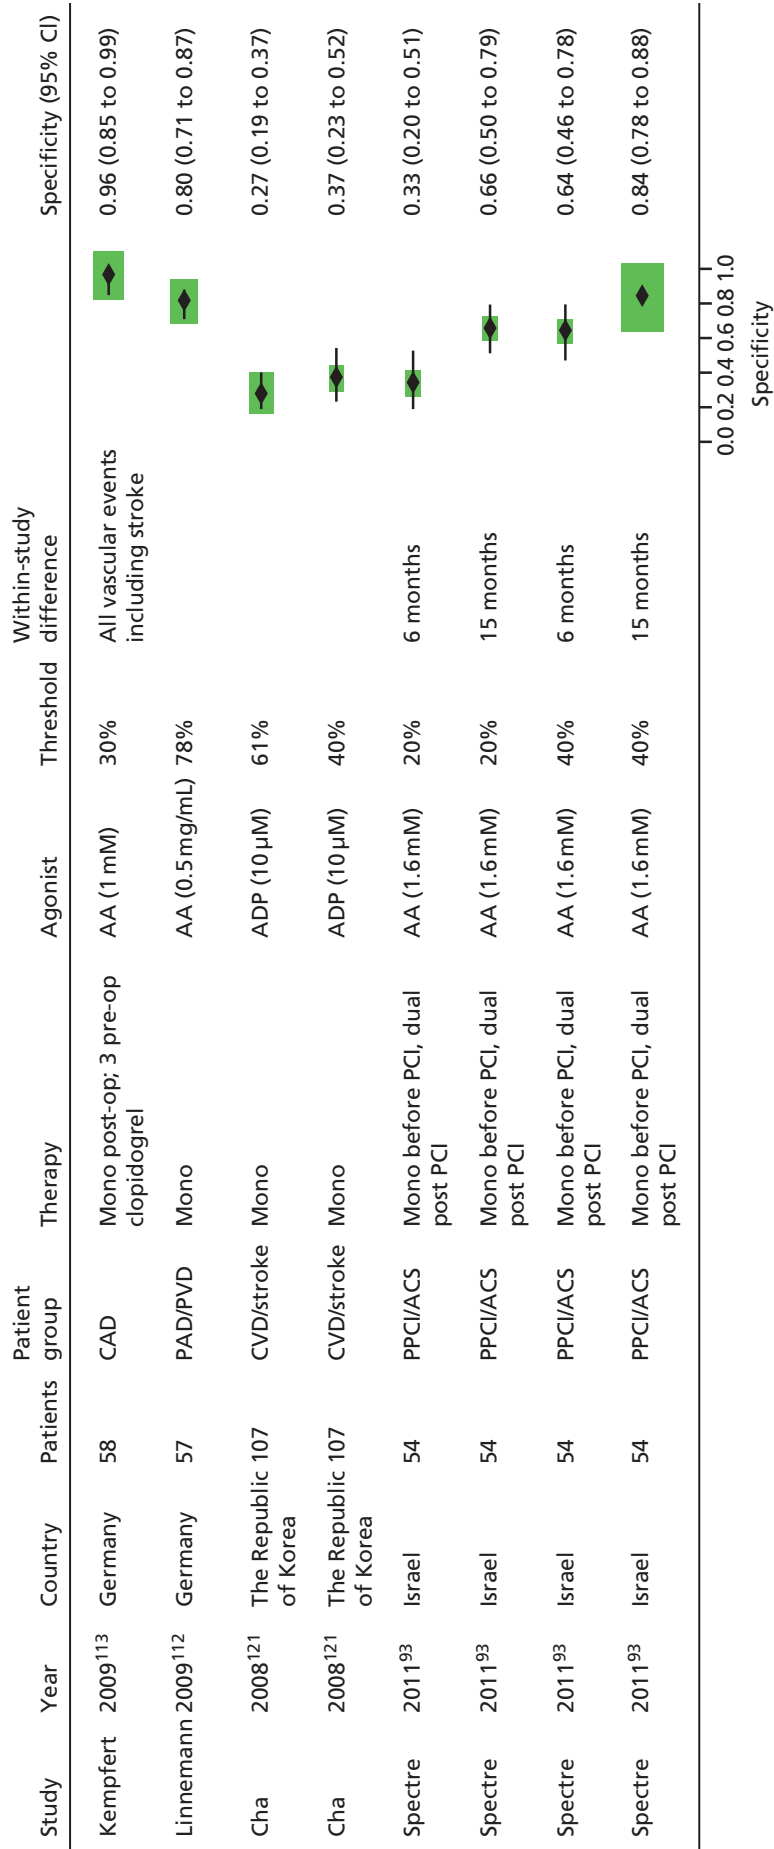 Study Year Country Patients Patient group Therapy Agonist Threshold Within-study difference Specificity (95% CI)
Kempfert 2009113 Germany 58 CAD Mono post-op; 3 pre-op clopidogrel AA (1 mM) 30% All vascular events including stroke 0.96 (0.85 to 0.99)
Linnemann 2009112 Germany 57 PAD/PVD Mono AA (0.5 mg/mL) 78% 0.80 (0.71 to 0.87)
Cha 2008121 The Republic of Korea 107 CVD/stroke Mono ADP (10 µM) 61% 0.27 (0.19 to 0.37)
Cha 2008121 The Republic of Korea 107 CVD/stroke Mono ADP (10 µM) 40% 0.37 (0.23 to 0.52)
Spectre 201193 Israel 54 PPCI/ACS Mono before PCI, dual post PCI AA (1.6 mM) 20% 6 months 0.33 (0.20 to 0.51)
Spectre 201193 Israel 54 PPCI/ACS Mono before PCI, dual post PCI AA (1.6 mM) 20% 15 months 0.66 (0.50 to 0.79)
Spectre 201193 Israel 54 PPCI/ACS Mono before PCI, dual post PCI AA (1.6 mM) 40% 6 months 0.64 (0.46 to 0.78)
Spectre 201193 Israel 54 PPCI/ACS Mono before PCI, dual post PCI AA (1.6 mM) 40% 15 months 0.84 (0.78 to 0.88)
0.0 0.2 0.4 0.6 0.8 1.0
Specificity